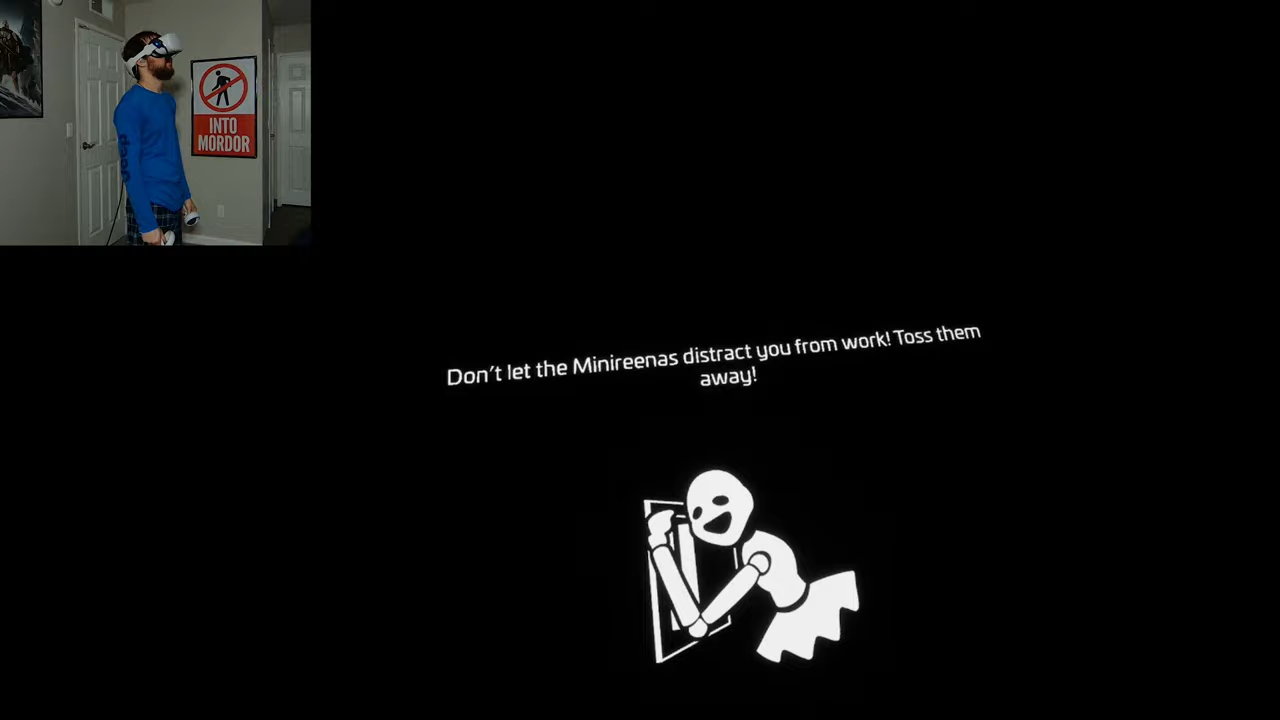 INTO
MORDOR
Don't let the Minireenas distract you from work! Toss them
away!